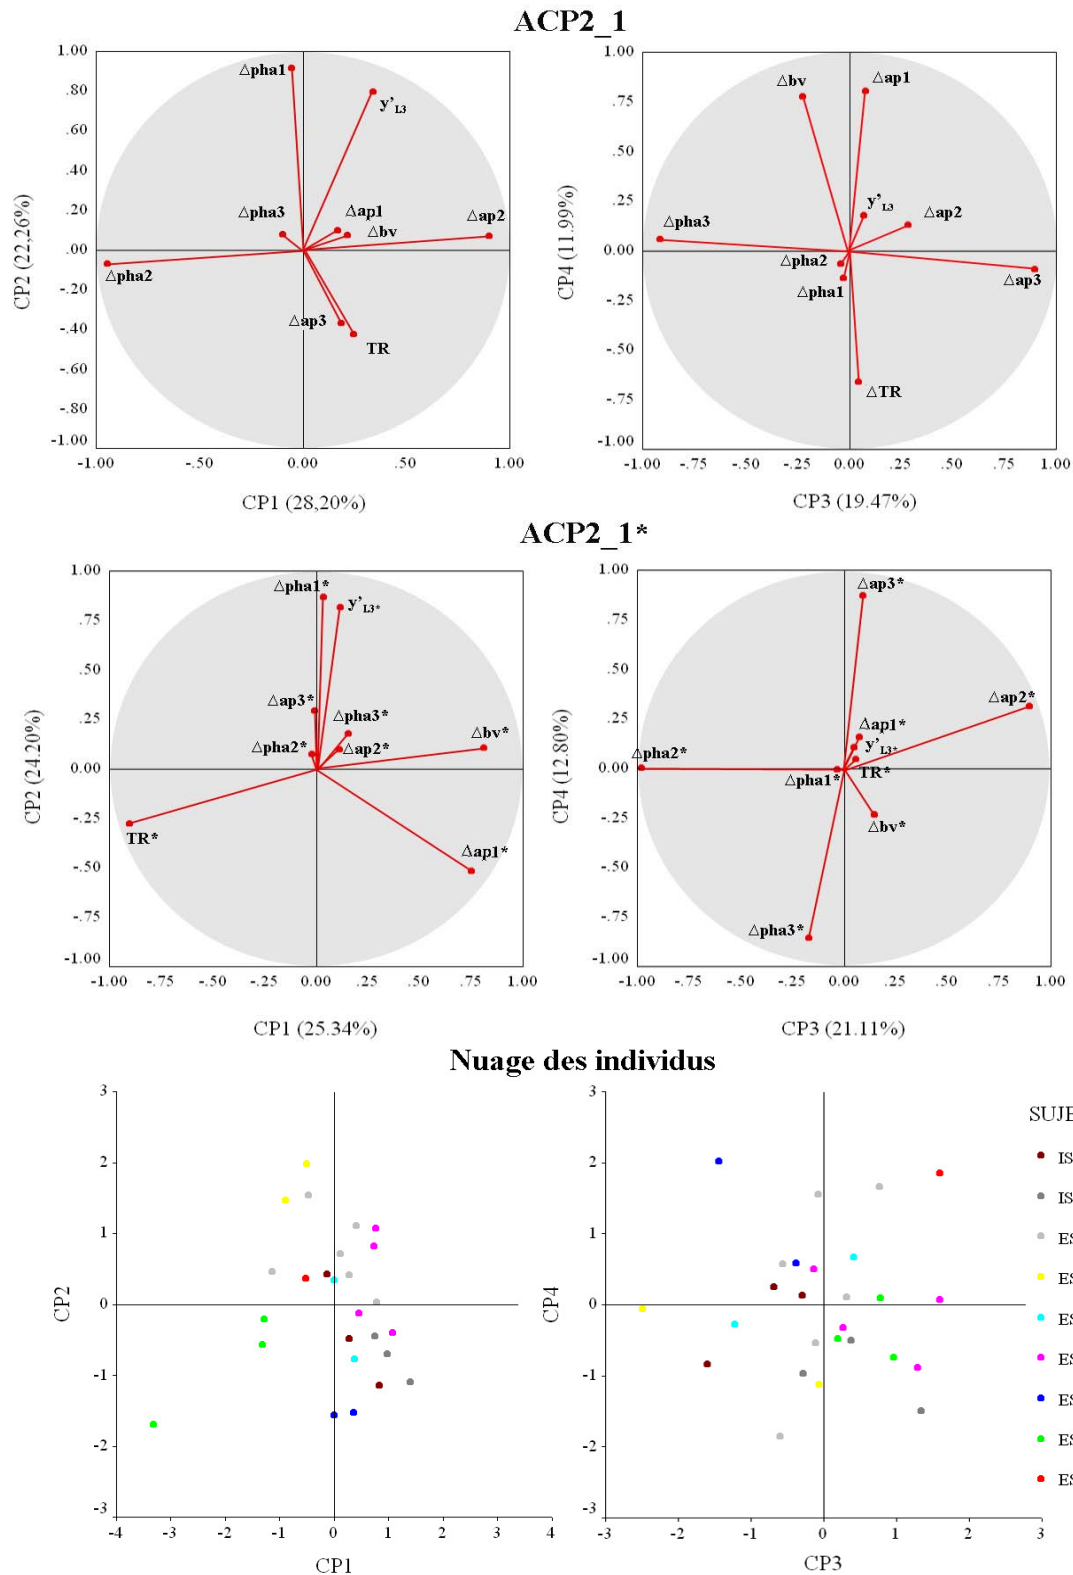 ACP2_1
1.00
.80
.60
.40
.20
.00
-.20
-.40
-.60
-.80
-1.00
-1.00
-.50
0.00
.50
1.00
CP2 (22,26%)
CP1 (28,20%)
△pha1
y'L3
△pha3
△ap1
△bv
△ap2
△pha2
△ap3
TR
1.00
.75
.50
.25
0.00
-.25
-.50
-.75
-1.00
-1.00
-.75
-.50
-.25
0.00
.25
.50
.75
1.00
CP4 (11.99%)
CP3 (19.47%)
△bv
△ap1
△pha3
y'L3
△ap2
△pha2
△pha1
△ap3
△TR
ACP2_1*
1.00
.75
.50
.25
0.00
-.25
-.50
-.75
-1.00
-1.00
-.75
-.50
-.25
0.00
.25
.50
.75
1.00
CP2 (24.20%)
CP1 (25.34%)
△pha1*
y'L3*
△ap3*
△pha3*
△pha2*
△ap2*
△bv*
TR*
△ap1*
1.00
.75
.50
.25
0.00
-.25
-.50
-.75
-1.00
-1.00
-.75
-.50
-.25
0.00
.25
.50
.75
1.00
CP4 (12.80%)
CP3 (21.11%)
△ap3*
△ap2*
△ap1*
y'L3*
△pha2*
△pha1*
TR*
△bv*
△pha3*
Nuage des individus
3
2
1
0
-1
-2
-3
-4
-3
-2
-1
0
1
2
3
4
CP2
CP1
3
2
1
0
-1
-2
-3
-3
-2
-1
0
1
2
3
CP4
CP3
SUJE
IS
IS
ES
ES
ES
ES
ES
ES
ES